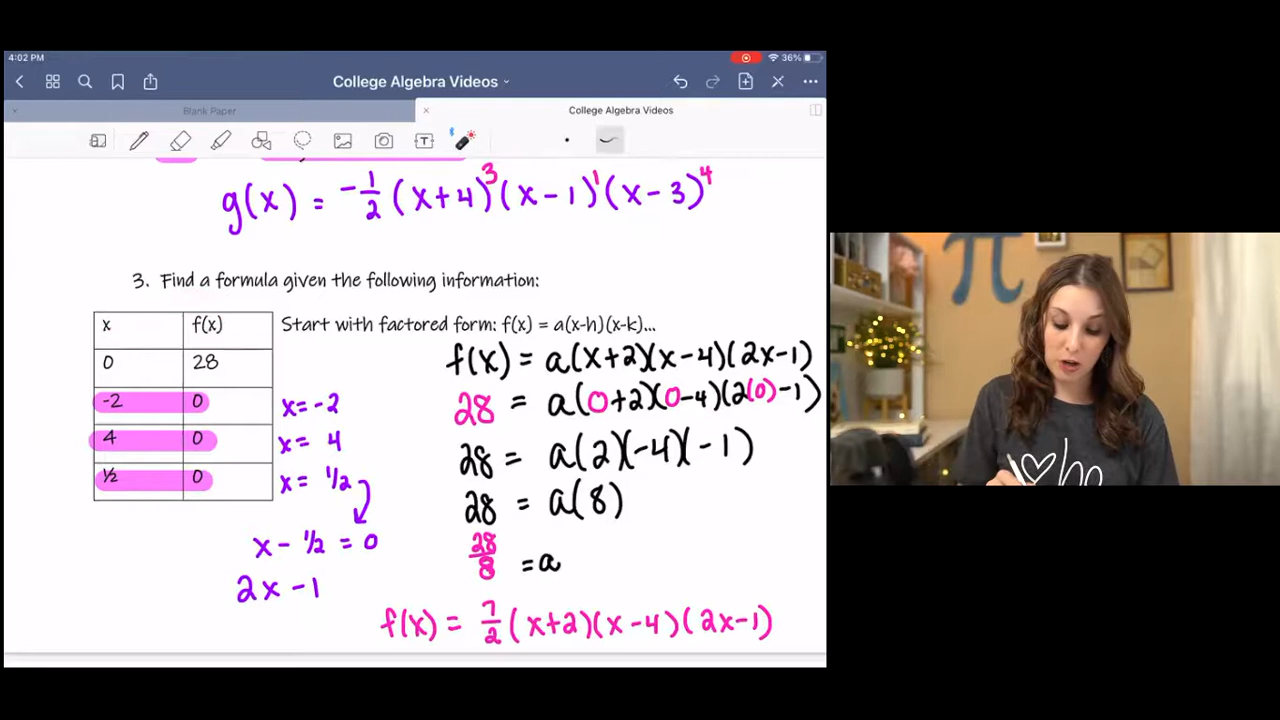 4:02 PM
36%
College Algebra Videos
Blank Paper
College Algebra Videos
g(x) = -1/2 (x+4)^3 (x-1)^1 (x-3)^4
3. Find a formula given the following information:
x f(x)
0 28
-2 0
4 0
½ 0
x = -2
x = 4
x = 1/2
x - 1/2 = 0
2x - 1
Start with factored form: f(x) = a(x-h)(x-k)...
f(x) = a(x+2)(x-4)(2x-1)
28 = a(0+2)(0-4)(2(0)-1)
28 = a(2)(-4)(-1)
28 = a(8)
28/8 = a
f(x) = 7/2 (x+2)(x-4)(2x-1)